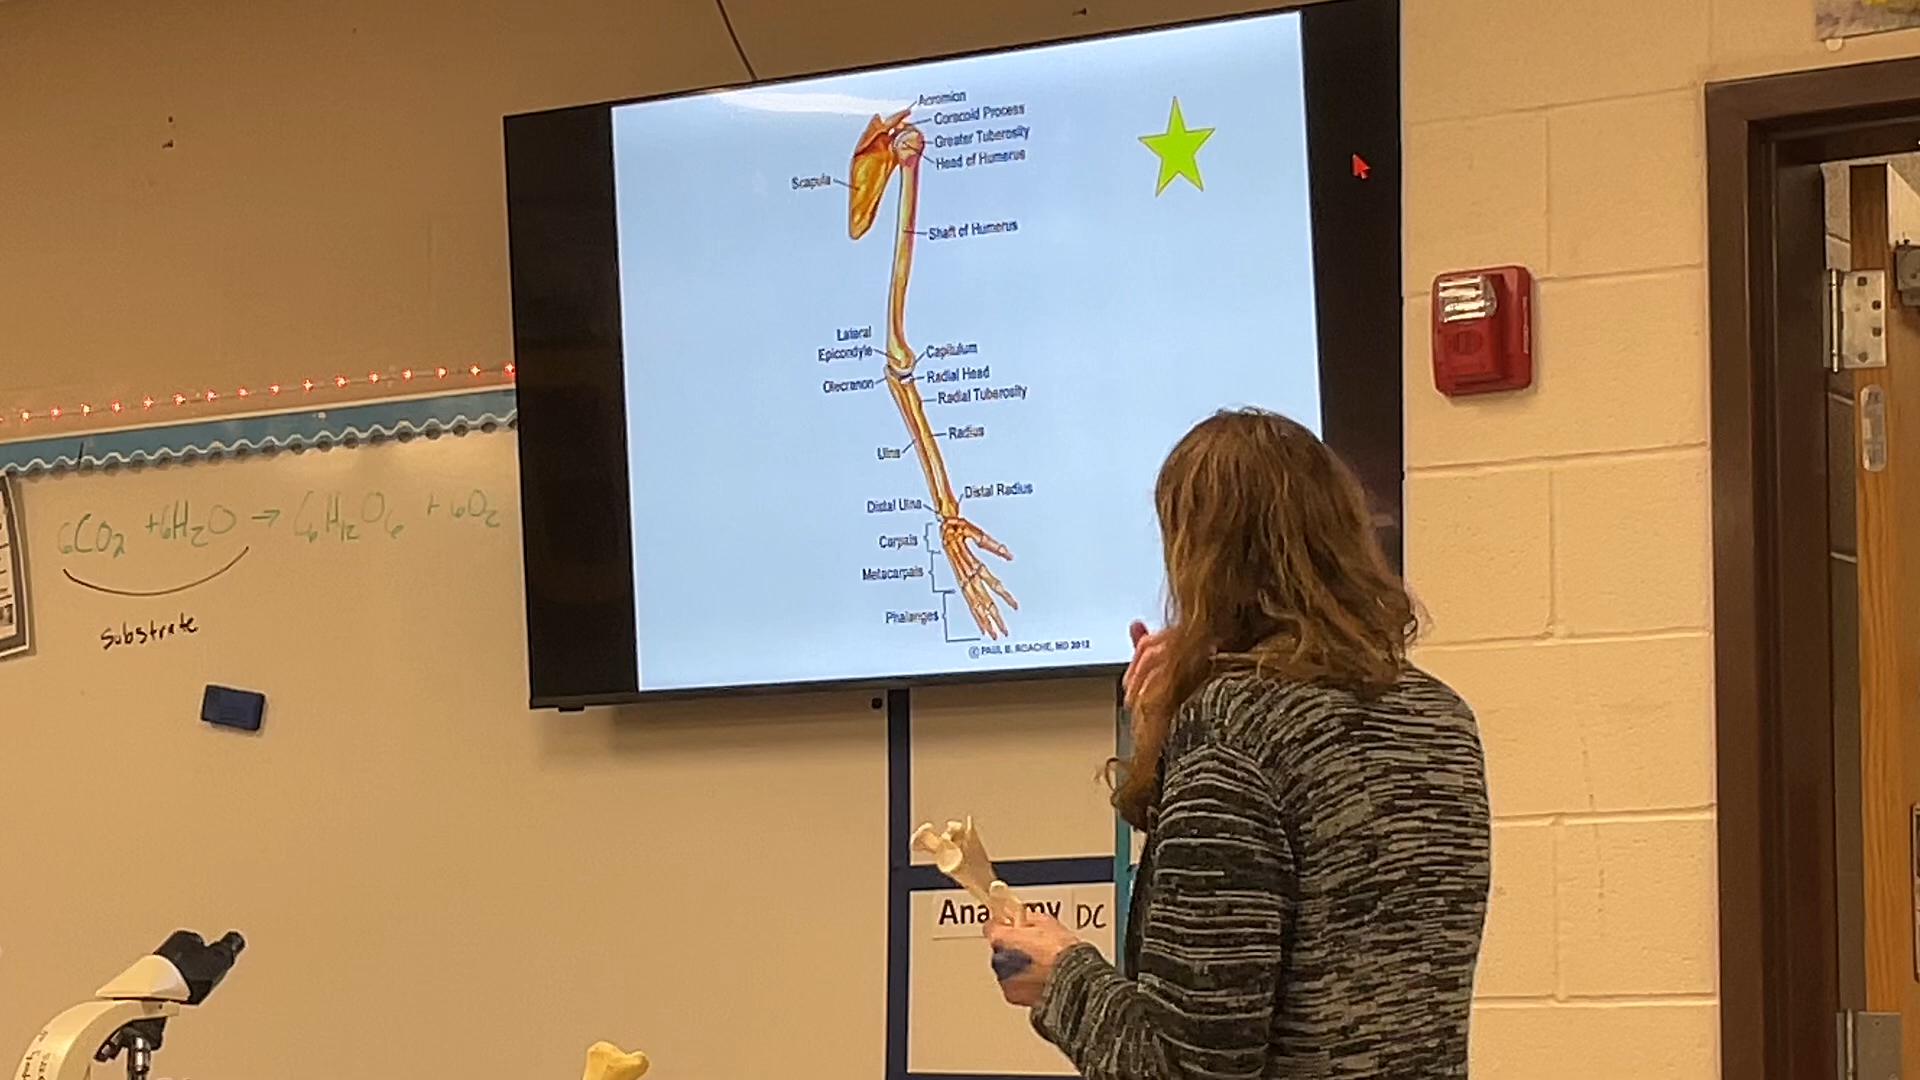 Acromion
Coracoid Process
Greater Tuberosity
Head of Humerus
Scapula
Shaft of Humerus
Lateral
Epicondyle
Capitulum
Olecranon
Radial Head
Radial Tuberosity
Radius
Ulna
Distal Radius
Distal Ulna
Carpals
Metacarpals
Phalanges
© PAUL B. ROACHE, MD 2012
6CO₂ + 6H₂O → C₆H₁₂O₆ + 6O₂
Substrate
DC